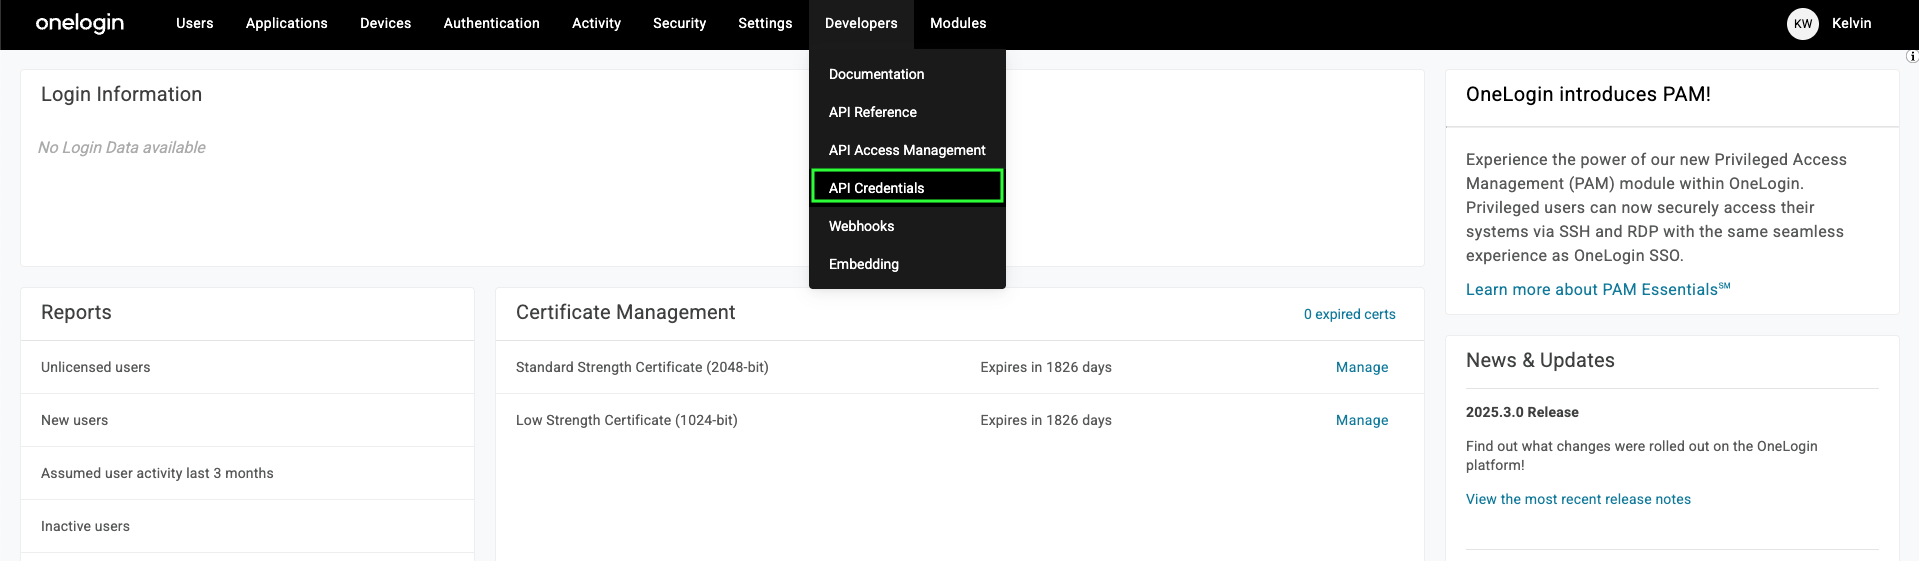 onelogin
Users
Applications
Devices
Authentication
Activity
Security
Settings
Developers
Modules
KW
Kelvin
Documentation
API Reference
API Access Management
API Credentials
Webhooks
Embedding
Login Information
No Login Data available
Reports
Unlicensed users
New users
Assumed user activity last 3 months
Inactive users
Certificate Management
0 expired certs
Standard Strength Certificate (2048-bit)
Expires in 1826 days
Manage
Low Strength Certificate (1024-bit)
Expires in 1826 days
Manage
OneLogin introduces PAM!
Experience the power of our new Privileged Access
Management (PAM) module within OneLogin.
Privileged users can now securely access their
systems via SSH and RDP with the same seamless
experience as OneLogin SSO.
Learn more about PAM Essentials℠
News & Updates
2025.3.0 Release
Find out what changes were rolled out on the OneLogin
platform!
View the most recent release notes